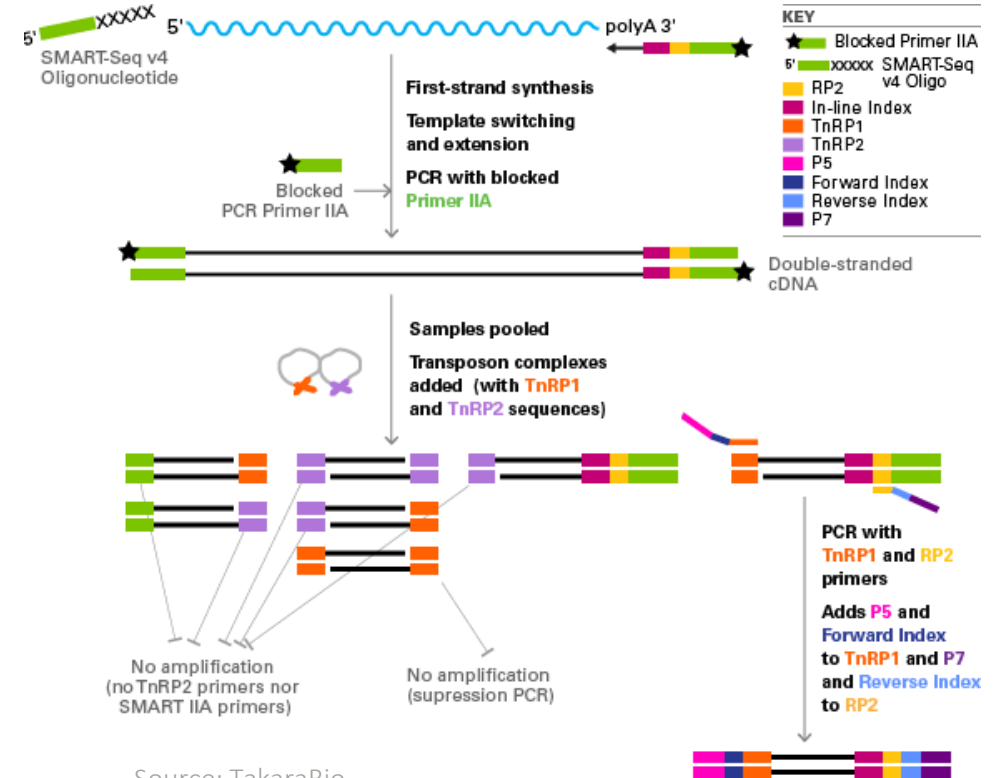 5'
XXXXX
SMART-Seq v4
Oligonucleotide
5'
polyA 3'
First-strand synthesis
Template switching
and extension
PCR with blocked
Primer IIA
Blocked
PCR Primer IIA
KEY
Blocked Primer IIA
5' XXXXX SMART-Seq
v4 Oligo
RP2
In-line Index
TnRP1
TnRP2
P5
Forward Index
Reverse Index
P7
Double-stranded
cDNA
Samples pooled
Transposon complexes
added (with TnRP1
and TnRP2 sequences)
No amplification
(no TnRP2 primers nor
SMART IIA primers)
No amplification
(supression PCR)
PCR with
TnRP1 and RP2
primers
Adds P5 and
Forward Index
to TnRP1 and P7
and Reverse Index
to RP2
Source: TakaraBio